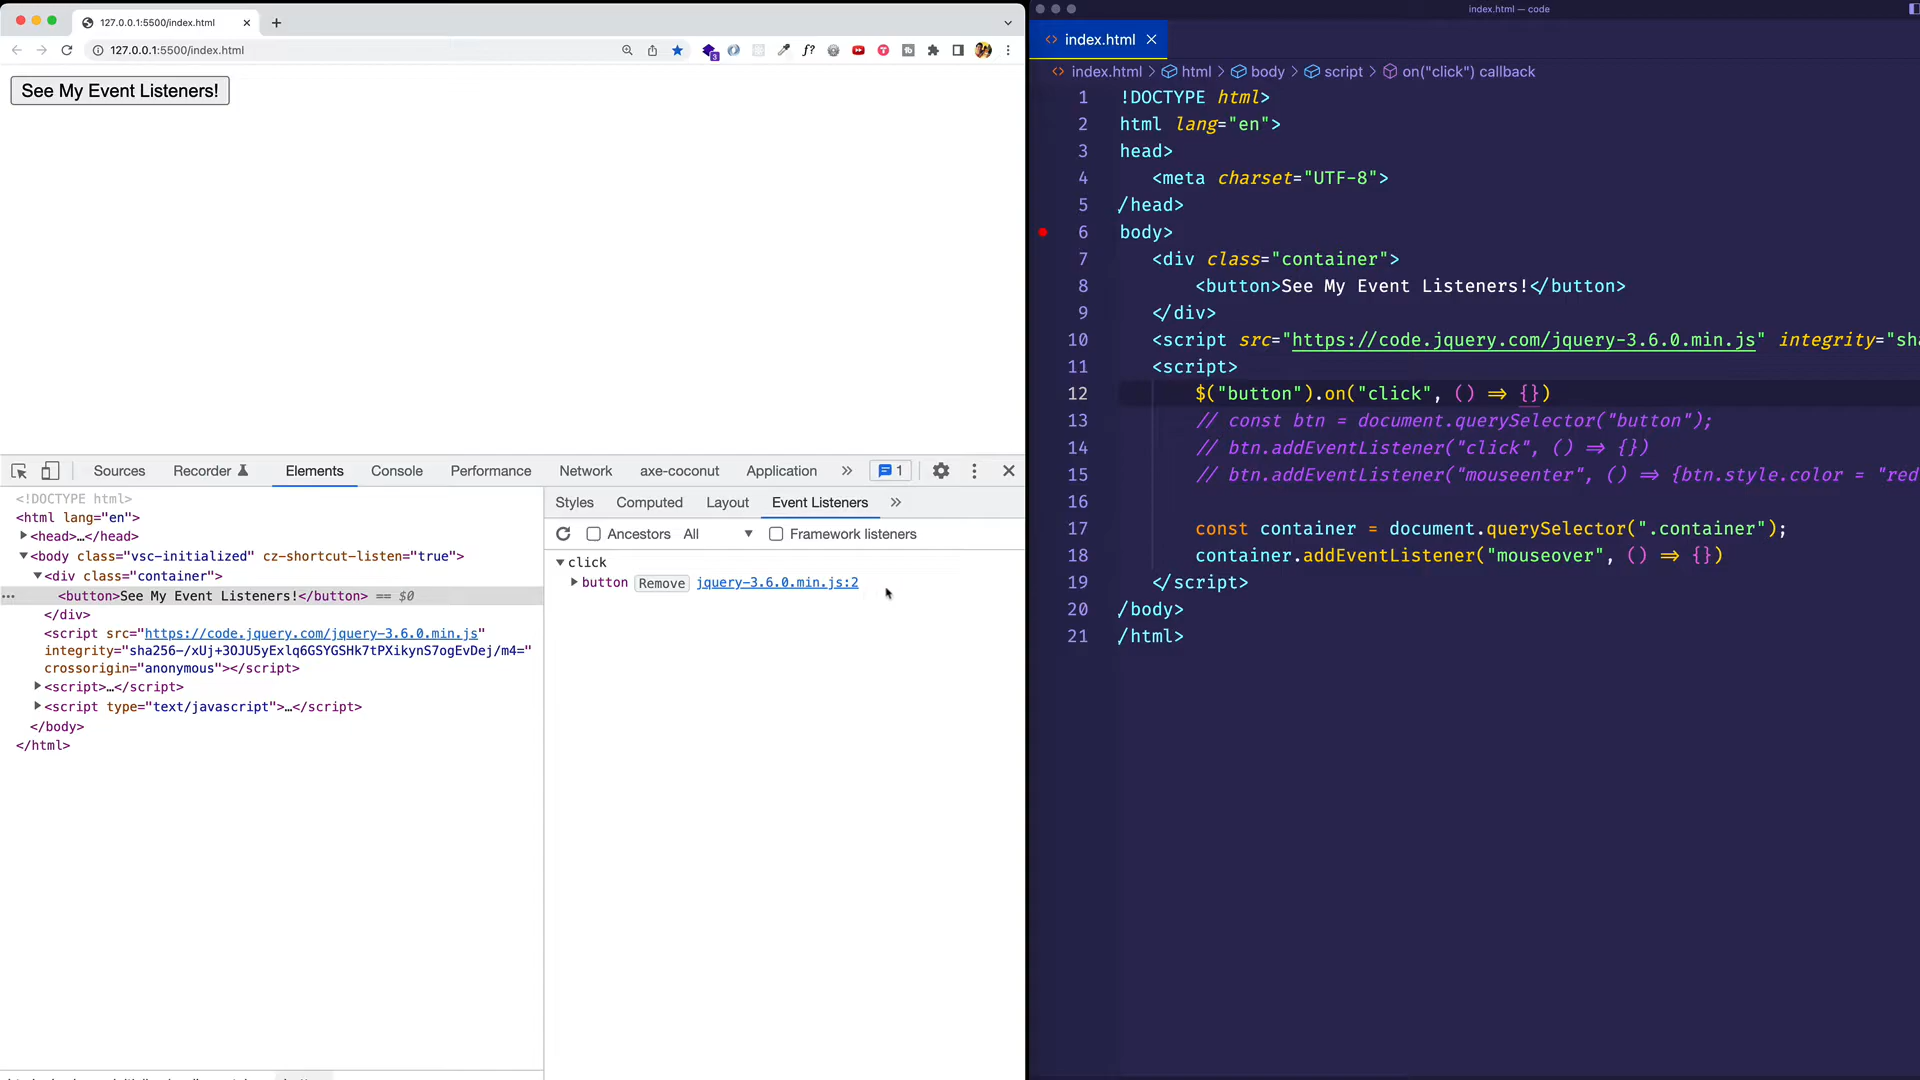 127.0.0.1:5500/index.html
127.0.0.1:5500/index.html
See My Event Listeners!
Sources Recorder Elements Console Performance Network axe-coconut Application 1
<!DOCTYPE html>
<html lang="en">
<head>…</head>
<body class="vsc-initialized" cz-shortcut-listen="true">
<div class="container">
<button>See My Event Listeners!</button> == $0
</div>
<script src="https://code.jquery.com/jquery-3.6.0.min.js"
integrity="sha256-/xUj+3OJU5yExlq6GSYGSHk7tPXikynS7ogEvDej/m4="
crossorigin="anonymous"></script>
<script>…</script>
<script type="text/javascript">…</script>
</body>
</html>
Styles Computed Layout Event Listeners
Ancestors All Framework listeners
click
button Remove jquery-3.6.0.min.js:2
index.html — code
index.html
index.html > html > body > script > on("click") callback
1 !DOCTYPE html>
2 html lang="en">
3 head>
4 <meta charset="UTF-8">
5 /head>
6 body>
7 <div class="container">
8 <button>See My Event Listeners!</button>
9 </div>
10 <script src="https://code.jquery.com/jquery-3.6.0.min.js" integrity="sh
11 <script>
12 $("button").on("click", () => {})
13 // const btn = document.querySelector("button");
14 // btn.addEventListener("click", () => {})
15 // btn.addEventListener("mouseenter", () => {btn.style.color = "red
16
17 const container = document.querySelector(".container");
18 container.addEventListener("mouseover", () => {})
19 </script>
20 /body>
21 /html>